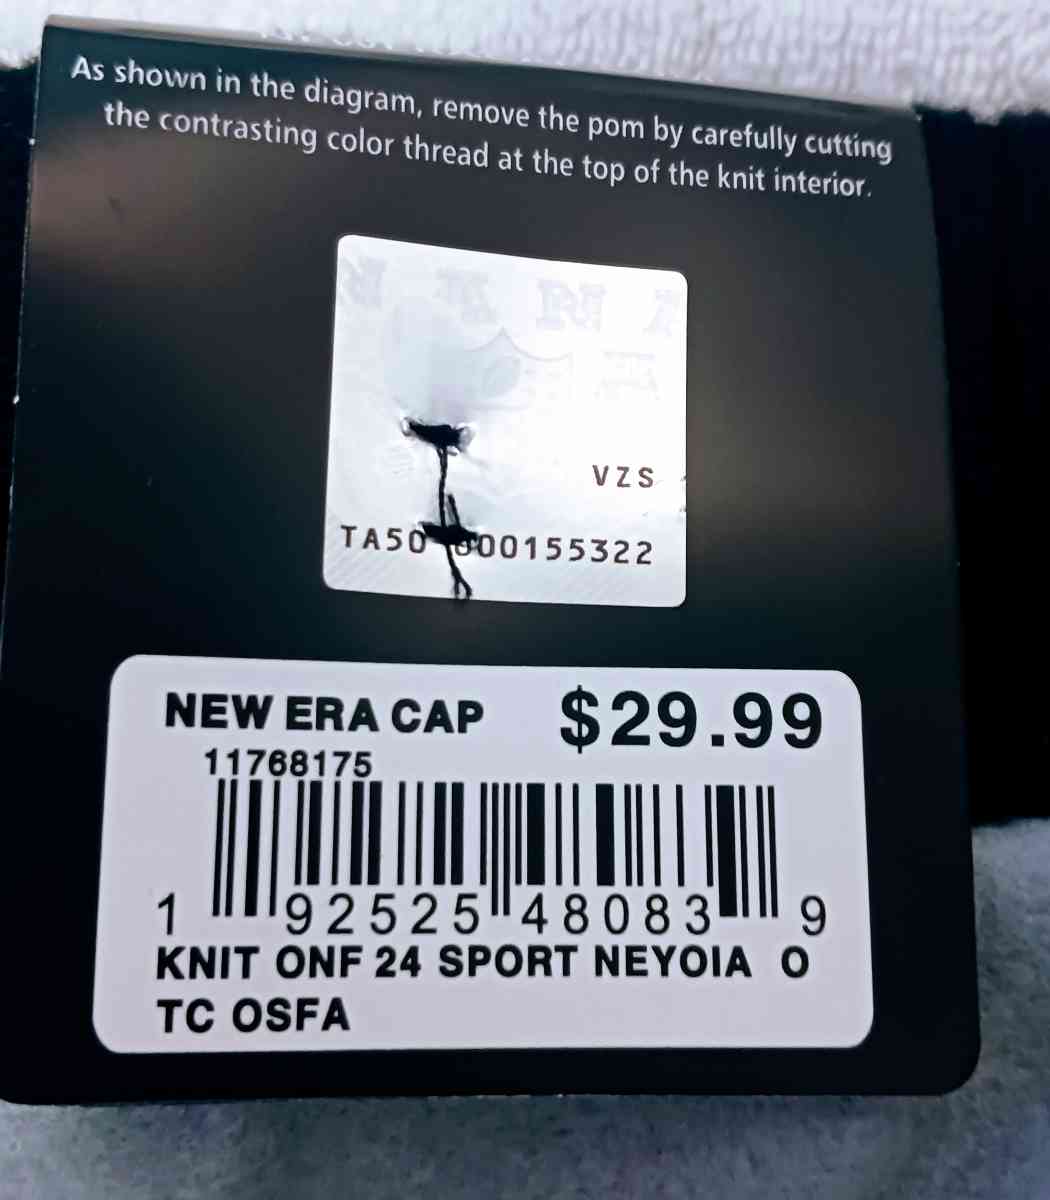 As shown in the diagram, remove the pom by carefully cutting
the contrasting color thread at the top of the knit interior.
VZS
TA50 00155322
NEW ERA CAP $29.99
11768175
1 92525 48083 9
KNIT ONF 24 SPORT NEYOIA O
TC OSFA